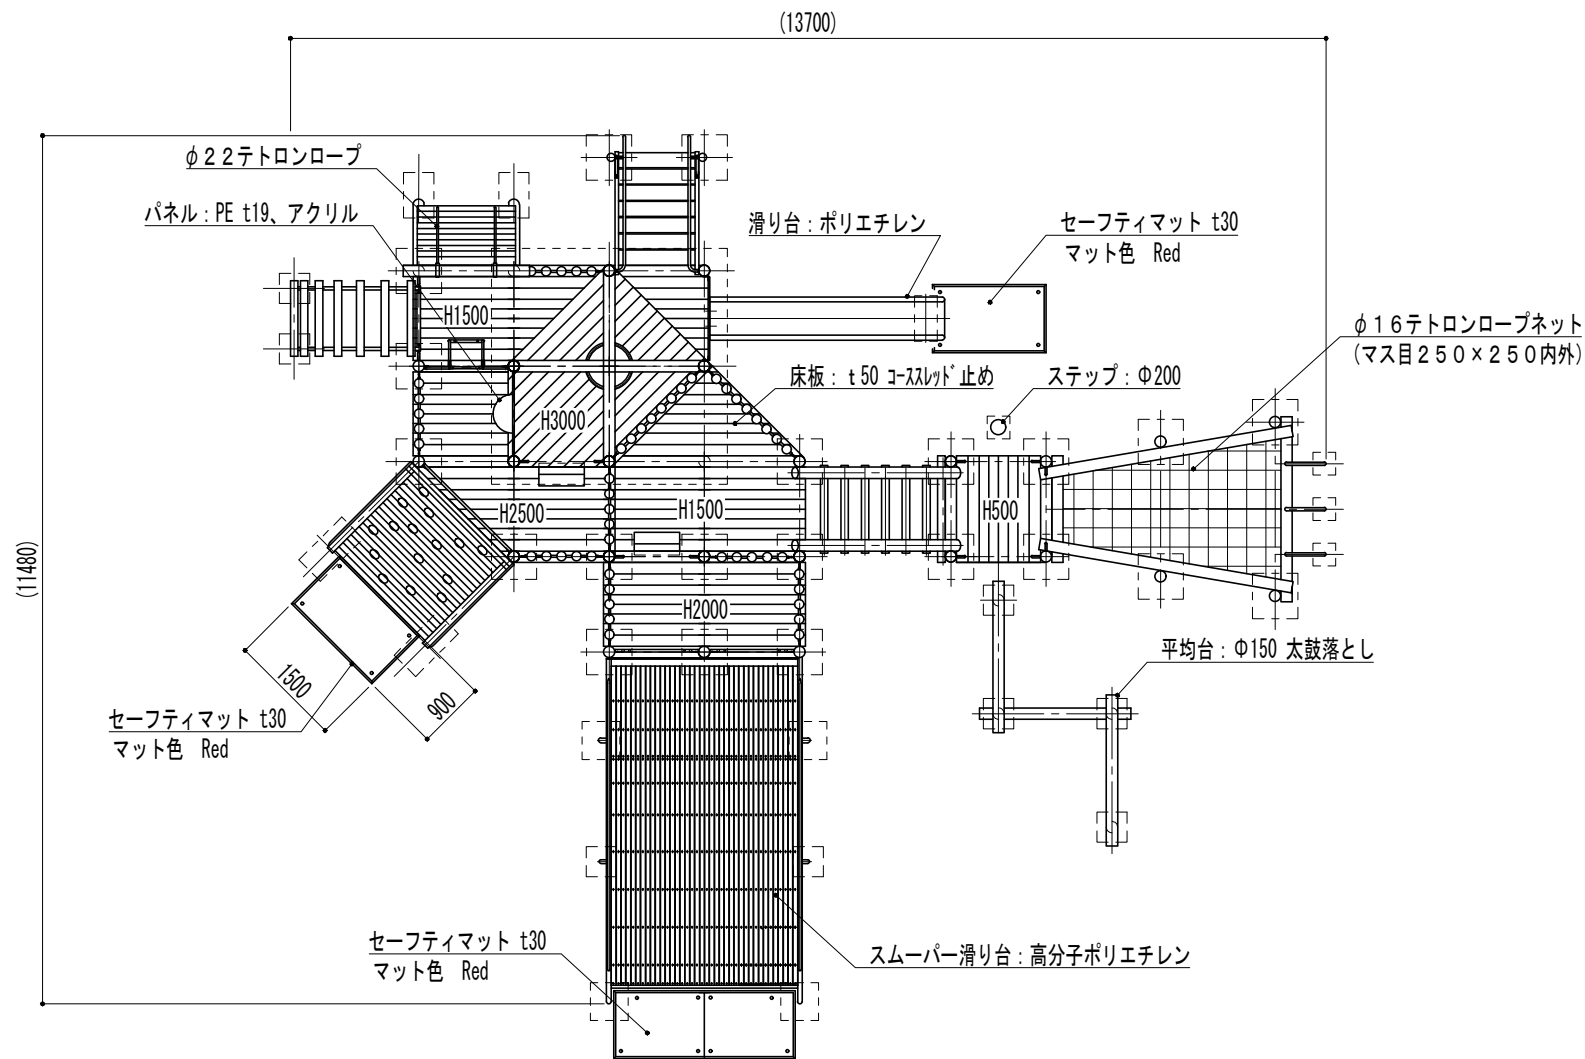 (13700)
φ２２テトロンロープ
パネル：PE t19、アクリル
滑り台：ポリエチレン
セーフティマット t30
マット色　Red
H1500
φ１６テトロンロープネット
(マス目２５０×２５０内外)
床板：ｔ50 ｺｰｽｽﾚｯﾄﾞ止め
ステップ：Φ200
H3000
H2500
H1500
H500
(11480)
H2000
平均台：Φ150 太鼓落とし
1500
900
セーフティマット t30
マット色　Red
セーフティマット t30
マット色　Red
スムーパー滑り台：高分子ポリエチレン